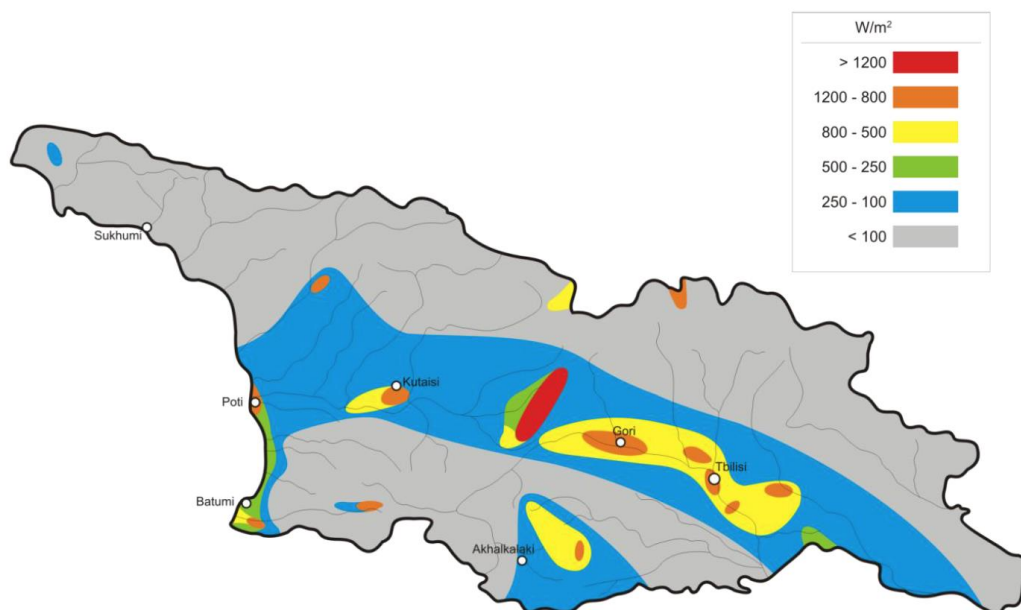 W/m²
> 1200
1200 - 800
800 - 500
500 - 250
250 - 100
< 100
Sukhumi
Kutaisi
Poti
Gori
Tbilisi
Batumi
Akhalkalaki